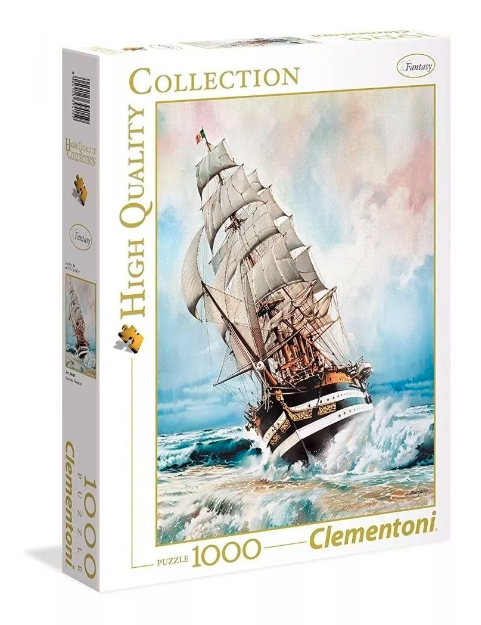 Fantasy
HIGH QUALITY COLLECTION
PUZZLE 1000
Clementoni
HIGH QUALITY
COLLECTION
Fantasy
1000
PUZZLE
Clementoni